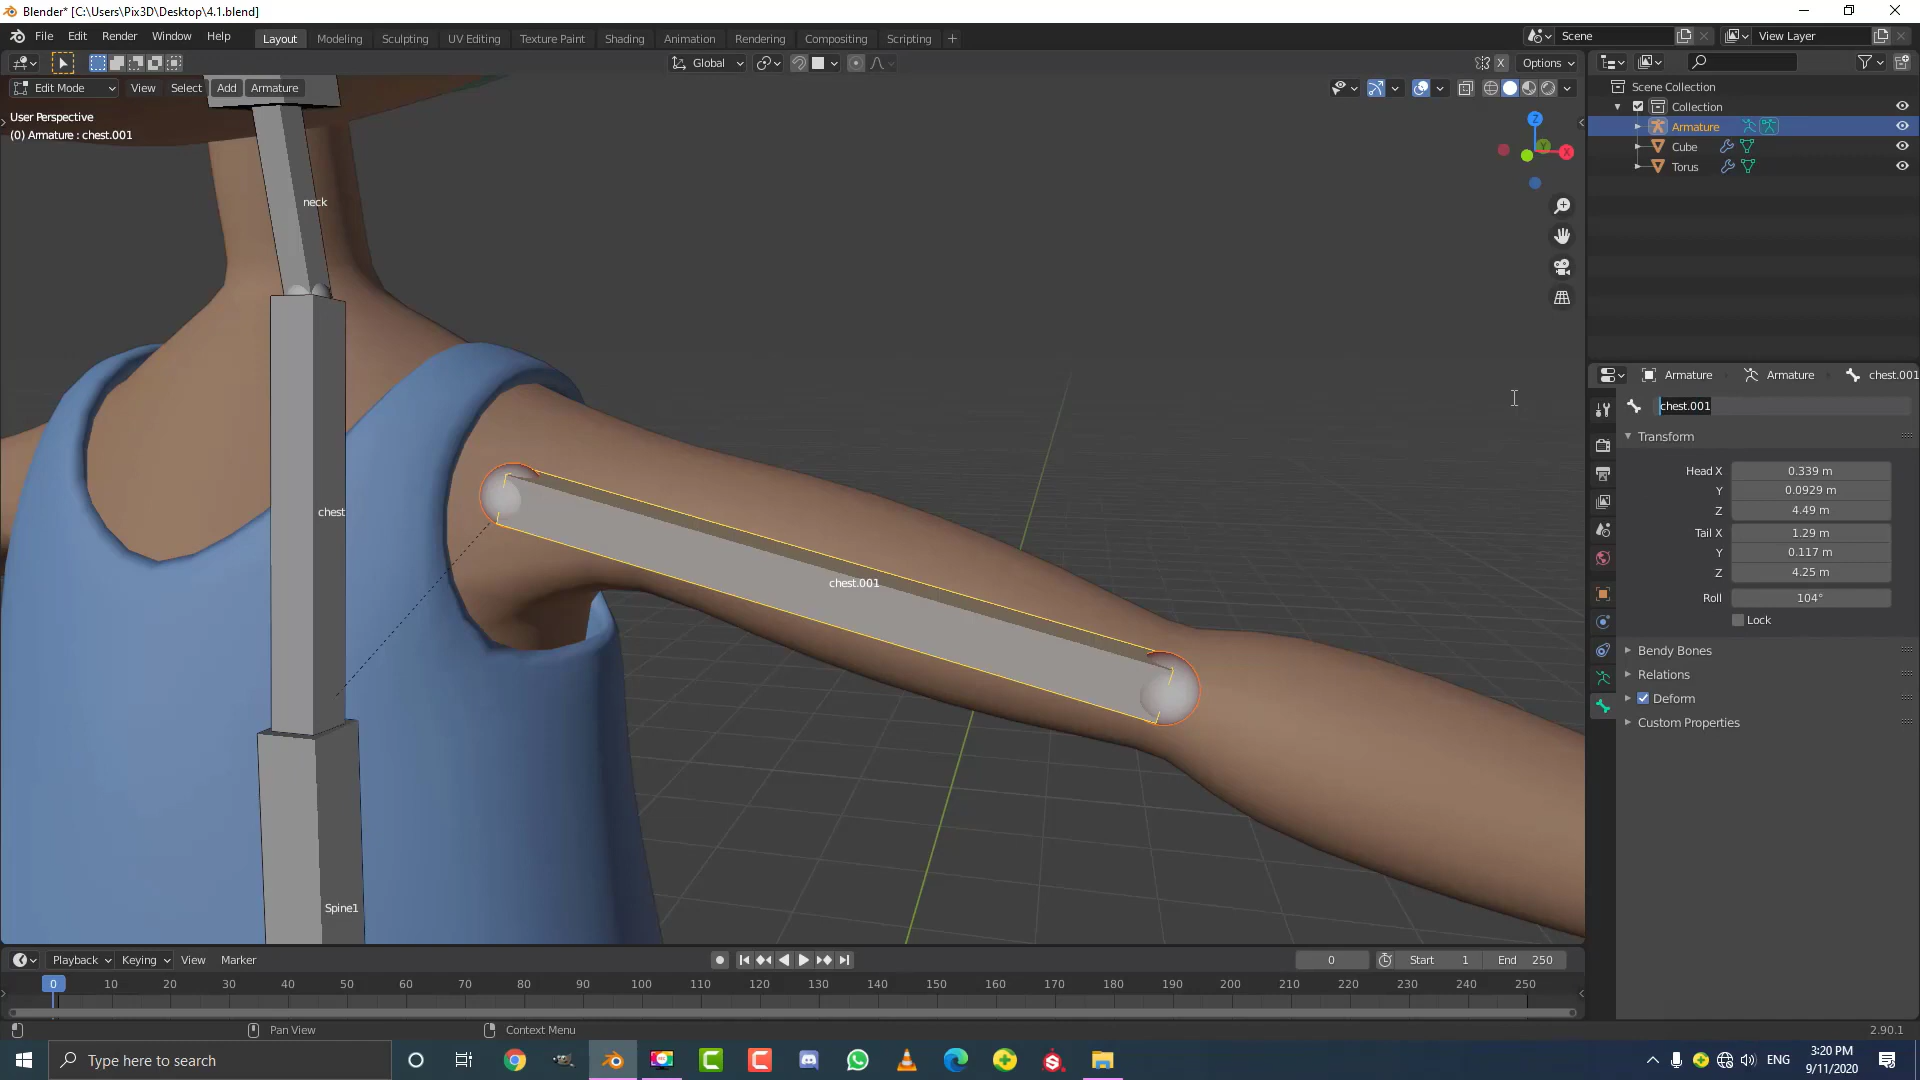 Blender* [C:\Users\Pix3D\Desktop\4.1.blend]
File Edit Render Window Help
Layout Modeling Sculpting UV Editing Texture Paint Shading Animation Rendering Compositing Scripting +
Scene
View Layer
Global
X
Options
Edit Mode View Select Add Armature
User Perspective
(0) Armature : chest.001
Scene Collection
Collection
Armature
Cube
Torus
Z
Y
X
neck
chest
chest.001
Spine1
Armature Armature chest.001
chest.001
Transform
Head X 0.339 m
Y 0.0929 m
Z 4.49 m
Tail X 1.29 m
Y 0.117 m
Z 4.25 m
Roll 104°
Lock
Bendy Bones
Relations
Deform
Custom Properties
Playback Keying View Marker
0
Start 1
End 250
0 10 20 30 40 50 60 70 80 90 100 110 120 130 140 150 160 170 180 190 200 210 220 230 240 250
Pan View
Context Menu
2.90.1
Type here to search
ENG
3:20 PM
9/11/2020